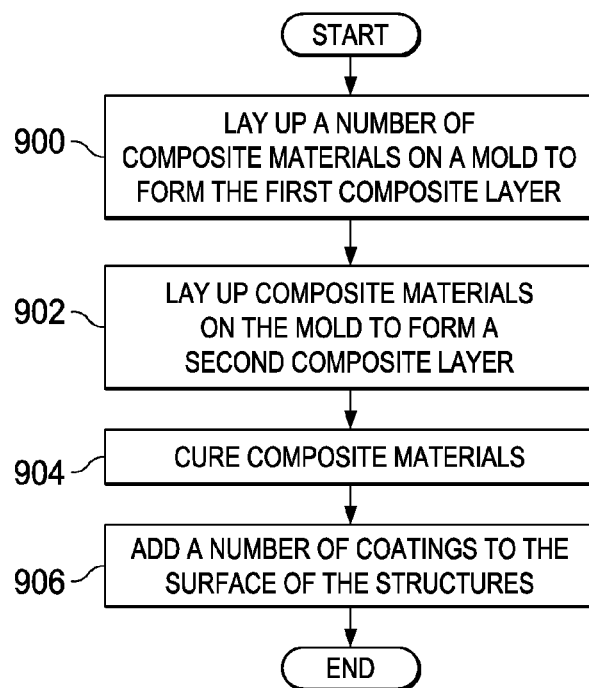 START
900
LAY UP A NUMBER OF
COMPOSITE MATERIALS ON A MOLD TO
FORM THE FIRST COMPOSITE LAYER
902
LAY UP COMPOSITE MATERIALS
ON THE MOLD TO FORM A
SECOND COMPOSITE LAYER
904
CURE COMPOSITE MATERIALS
906
ADD A NUMBER OF COATINGS TO THE
SURFACE OF THE STRUCTURES
END